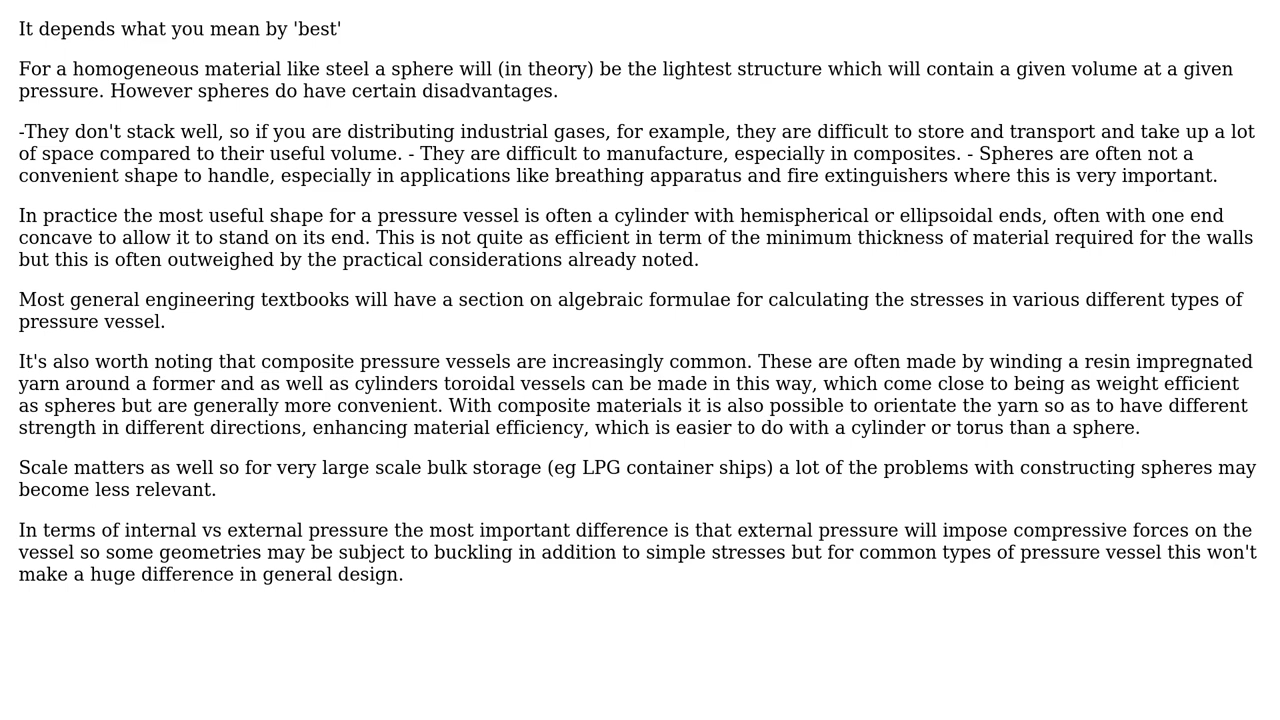 It depends what you mean by 'best'
For a homogeneous material like steel a sphere will (in theory) be the lightest structure which will contain a given volume at a given
pressure. However spheres do have certain disadvantages.
-They don't stack well, so if you are distributing industrial gases, for example, they are difficult to store and transport and take up a lot
of space compared to their useful volume. - They are difficult to manufacture, especially in composites. - Spheres are often not a
convenient shape to handle, especially in applications like breathing apparatus and fire extinguishers where this is very important.
In practice the most useful shape for a pressure vessel is often a cylinder with hemispherical or ellipsoidal ends, often with one end
concave to allow it to stand on its end. This is not quite as efficient in term of the minimum thickness of material required for the walls
but this is often outweighed by the practical considerations already noted.
Most general engineering textbooks will have a section on algebraic formulae for calculating the stresses in various different types of
pressure vessel.
It's also worth noting that composite pressure vessels are increasingly common. These are often made by winding a resin impregnated
yarn around a former and as well as cylinders toroidal vessels can be made in this way, which come close to being as weight efficient
as spheres but are generally more convenient. With composite materials it is also possible to orientate the yarn so as to have different
strength in different directions, enhancing material efficiency, which is easier to do with a cylinder or torus than a sphere.
Scale matters as well so for very large scale bulk storage (eg LPG container ships) a lot of the problems with constructing spheres may
become less relevant.
In terms of internal vs external pressure the most important difference is that external pressure will impose compressive forces on the
vessel so some geometries may be subject to buckling in addition to simple stresses but for common types of pressure vessel this won't
make a huge difference in general design.